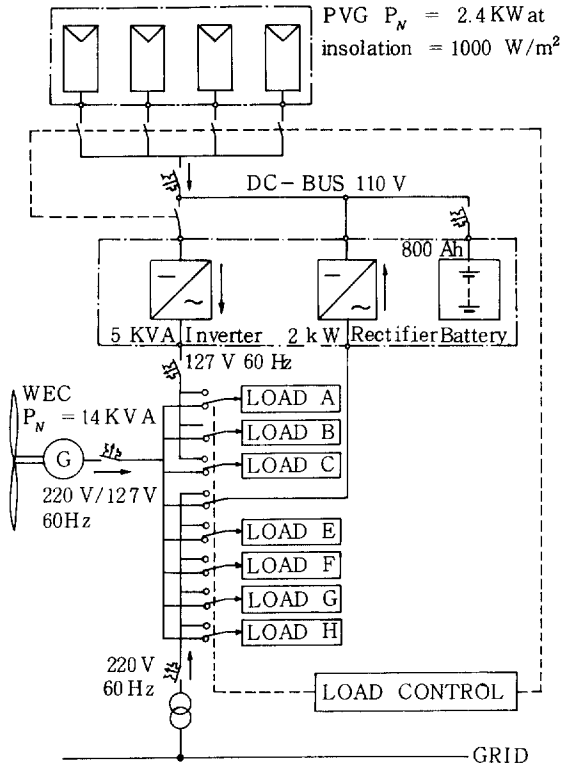 PVG P_N = 2.4 KW at
insolation = 1000 W/m²
DC-BUS 110 V
800 Ah
5 KVA Inverter 2 kW Rectifier Battery
127 V 60 Hz
WEC
P_N = 14 KVA
G
220 V/127V
60Hz
LOAD A
LOAD B
LOAD C
LOAD E
LOAD F
LOAD G
LOAD H
220 V
60 Hz
LOAD CONTROL
GRID